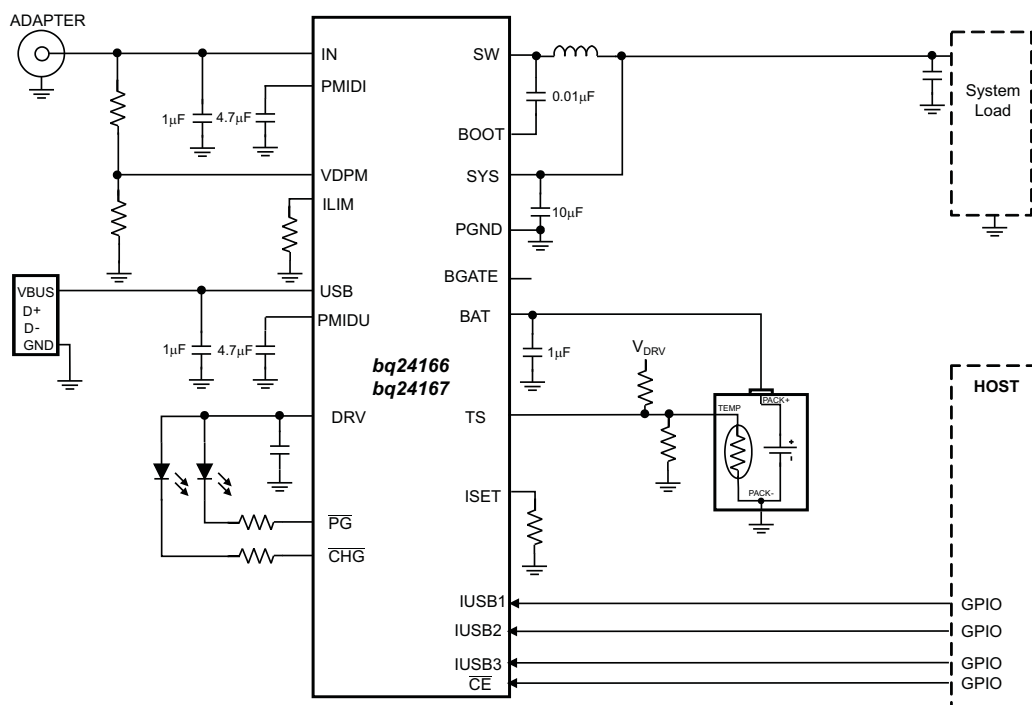 ADAPTER
IN
PMIDI
1μF
4.7μF
VDPM
ILIM
VBUS
D+
D-
GND
USB
PMIDU
1μF
4.7μF
bq24166
bq24167
DRV
PG
CHG
SW
0.01μF
BOOT
SYS
10μF
PGND
BGATE
BAT
1μF
VDRV
TS
TEMP
PACK+
+
-
PACK-
ISET
IUSB1
IUSB2
IUSB3
CE
System
Load
HOST
GPIO
GPIO
GPIO
GPIO